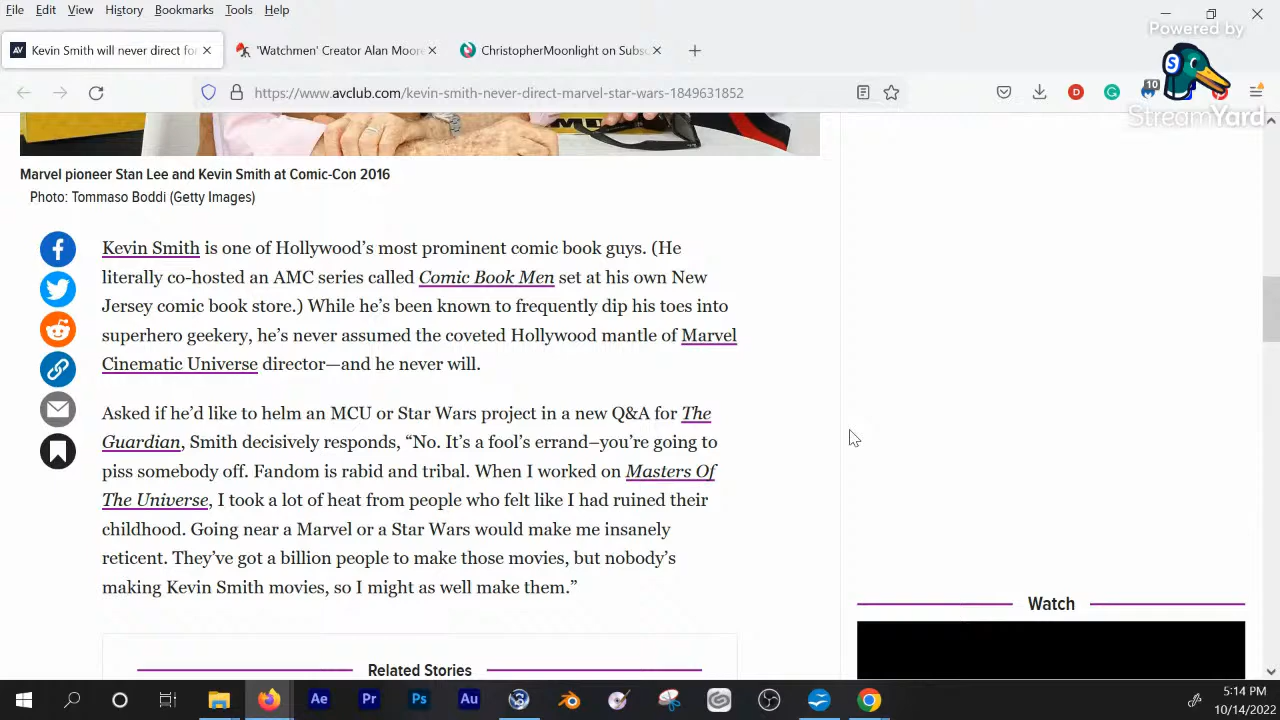 File Edit View History Bookmarks Tools Help
Powered by
AV Kevin Smith will never direct fo
'Watchmen' Creator Alan Moor
ChristopherMoonlight on Subs
https://www.avclub.com/kevin-smith-never-direct-marvel-star-wars-1849631852
10
StreamYard
Marvel pioneer Stan Lee and Kevin Smith at Comic-Con 2016
Photo: Tommaso Boddi (Getty Images)
Kevin Smith is one of Hollywood's most prominent comic book guys. (He
literally co-hosted an AMC series called Comic Book Men set at his own New
Jersey comic book store.) While he's been known to frequently dip his toes into
superhero geekery, he's never assumed the coveted Hollywood mantle of Marvel
Cinematic Universe director—and he never will.
Asked if he'd like to helm an MCU or Star Wars project in a new Q&A for The
Guardian, Smith decisively responds, “No. It's a fool's errand–you're going to
piss somebody off. Fandom is rabid and tribal. When I worked on Masters Of
The Universe, I took a lot of heat from people who felt like I had ruined their
childhood. Going near a Marvel or a Star Wars would make me insanely
reticent. They've got a billion people to make those movies, but nobody's
making Kevin Smith movies, so I might as well make them.”
Watch
Related Stories
Ae Pr Ps Au
5:14 PM
10/14/2022